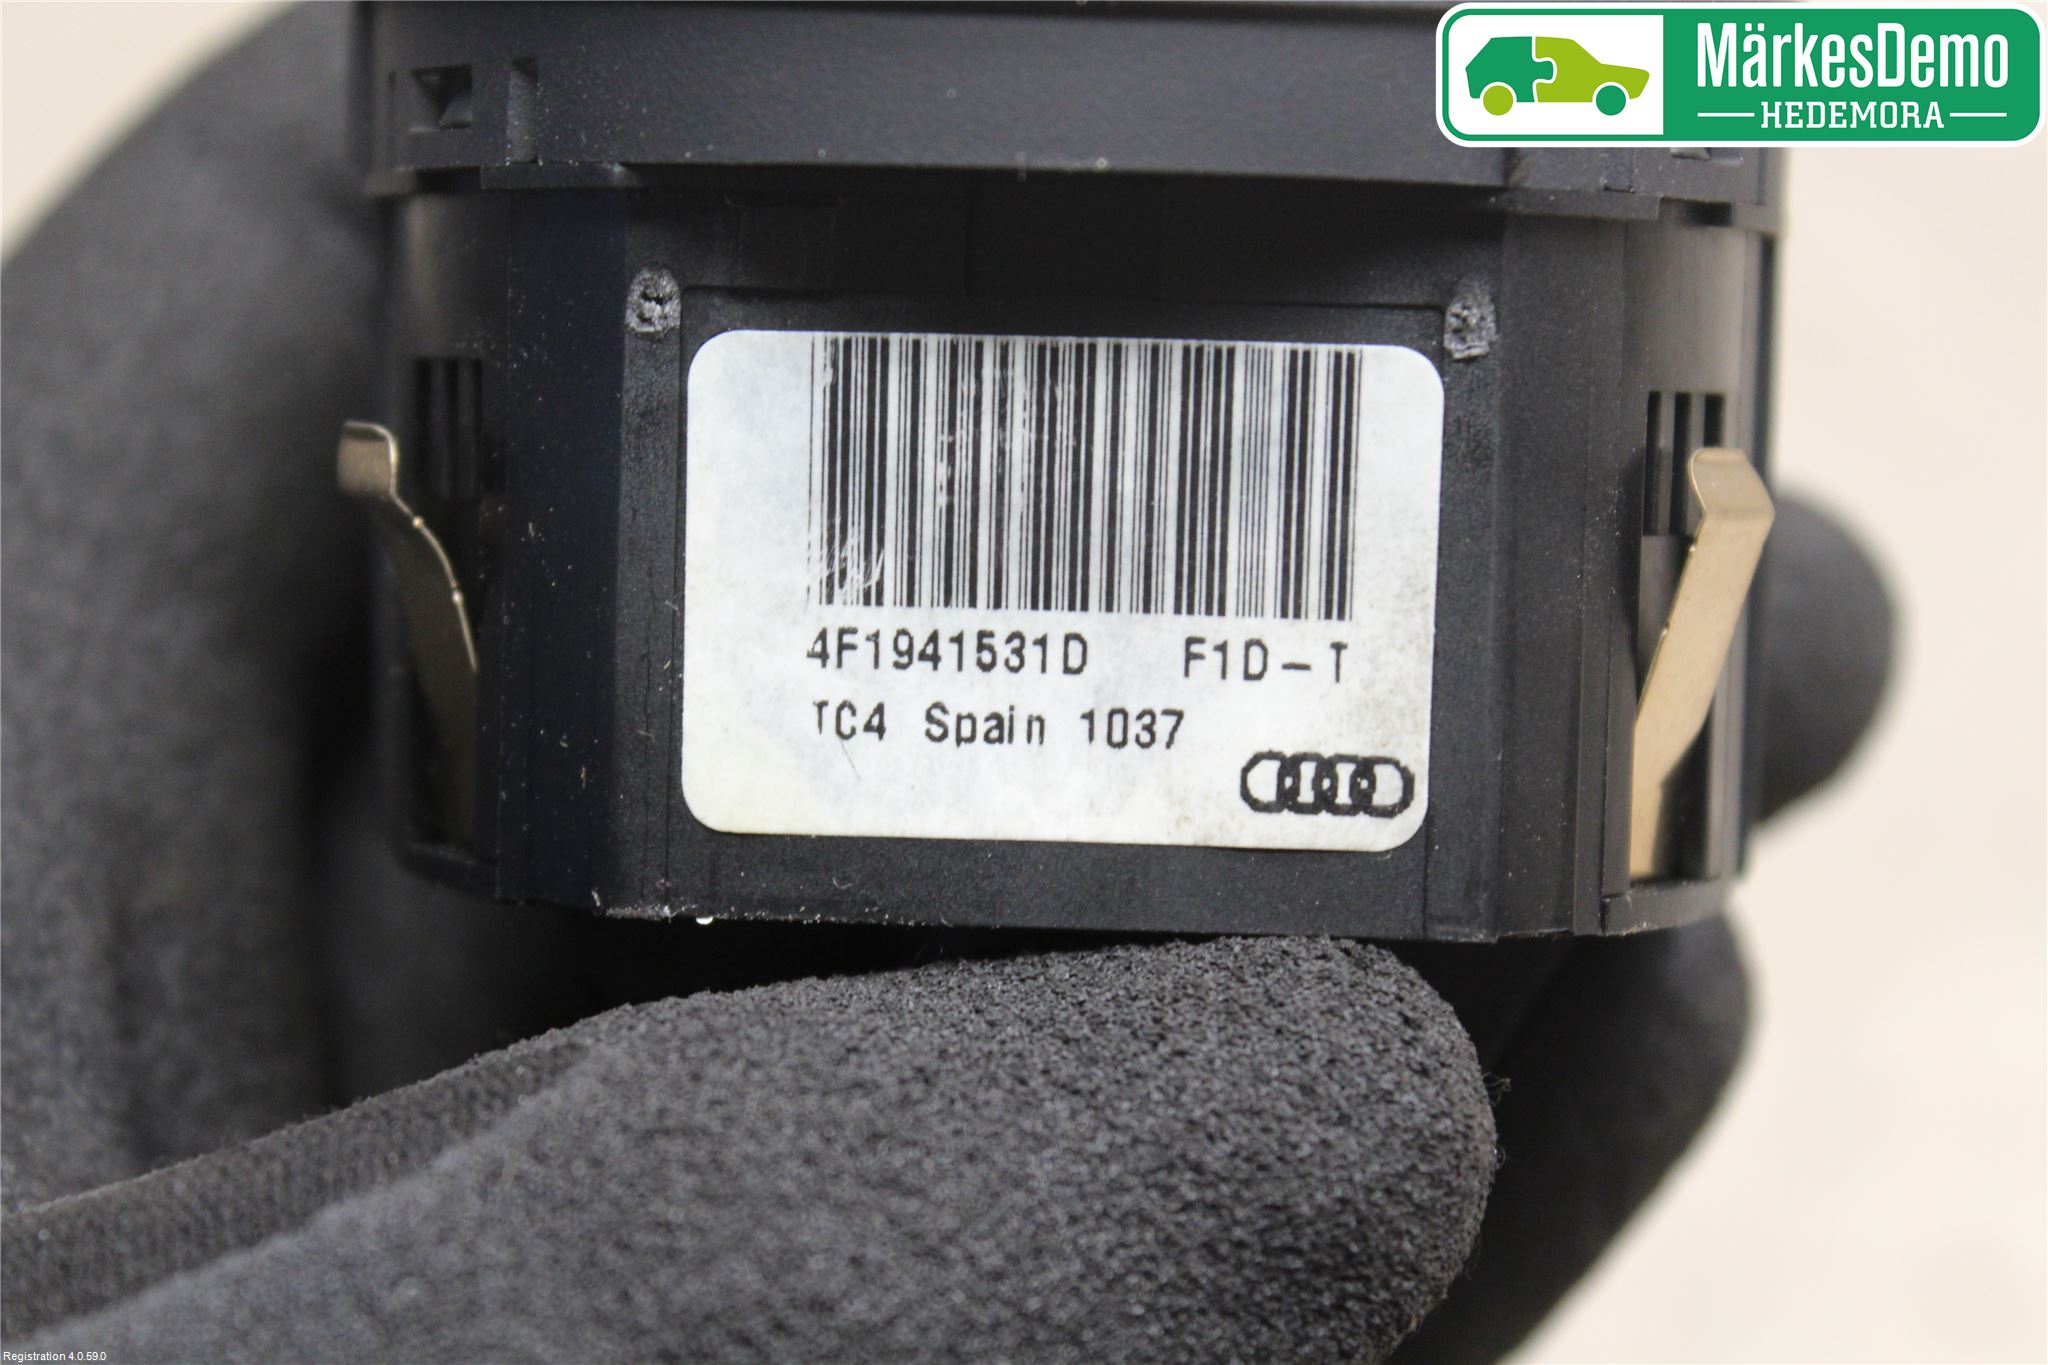 MärkesDemo
HEDEMORA
4F1941531D F1D-T
TC4 Spain 1037
Registration 4.0.59.0